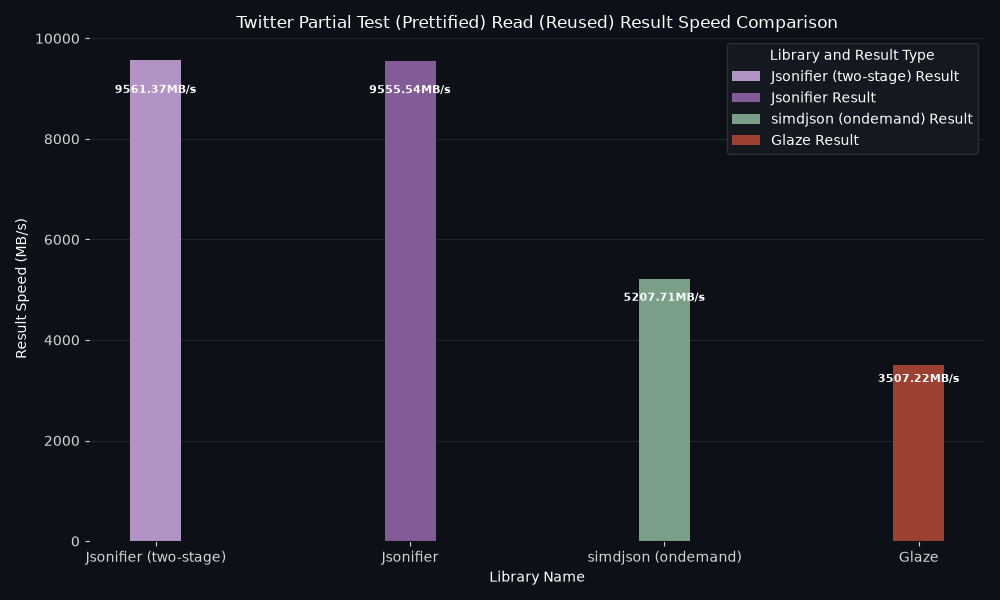 Twitter Partial Test (Prettified) Read (Reused) Result Speed Comparison
Library and Result Type
Jsonifier (two-stage) Result
Jsonifier Result
simdjson (ondemand) Result
Glaze Result
Result Speed (MB/s)
10000
8000
6000
4000
2000
0
9561.37MB/s
9555.54MB/s
5207.71MB/s
3507.22MB/s
Jsonifier (two-stage)
Jsonifier
simdjson (ondemand)
Glaze
Library Name